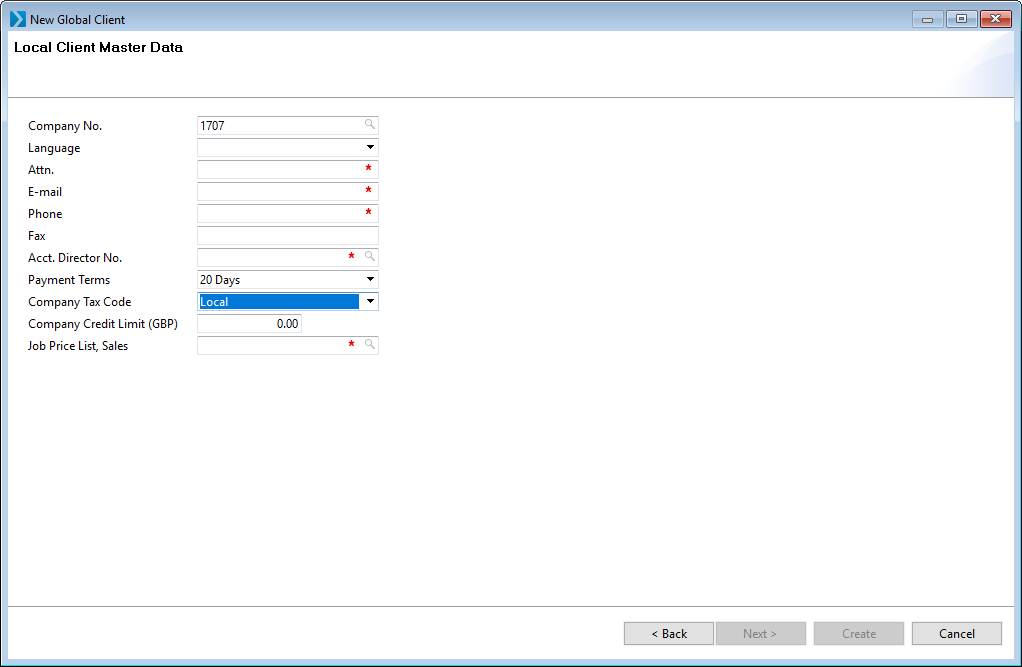 New Global Client
Local Client Master Data
Company No. 1707
Language
Attn. *
E-mail *
Phone *
Fax
Acct. Director No. *
Payment Terms 20 Days
Company Tax Code Local
Company Credit Limit (GBP) 0.00
Job Price List, Sales *
< Back Next > Create Cancel